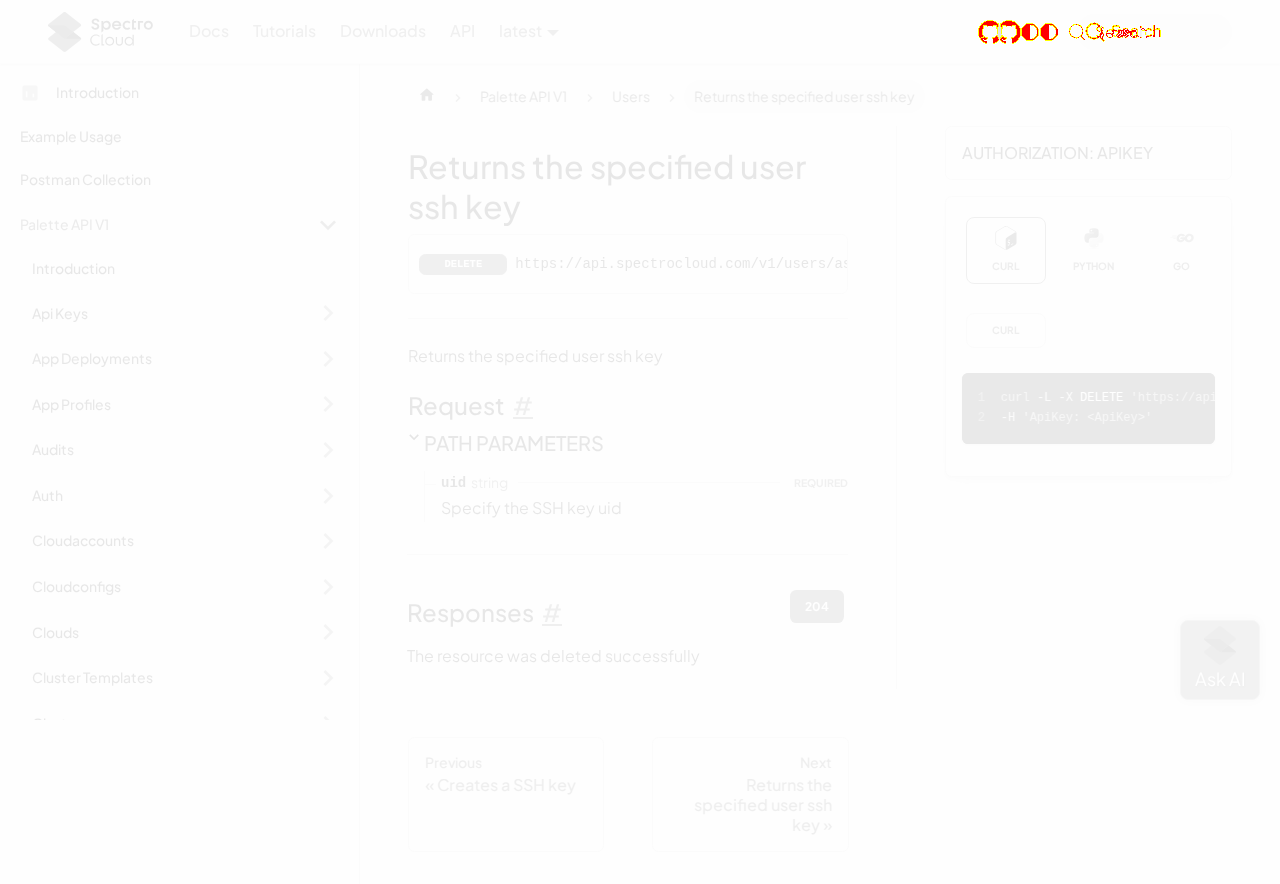 Spectro Cloud
Docs
Tutorials
Downloads
API
latest
Search
Introduction
Example Usage
Postman Collection
Palette API V1
Introduction
Api Keys
App Deployments
App Profiles
Audits
Auth
Cloudaccounts
Cloudconfigs
Clouds
Cluster Templates
Palette API V1
Users
Returns the specified user ssh key
Returns the specified user
ssh key
DELETE https://api.spectrocloud.com/v1/users/as
Returns the specified user ssh key
Request #
PATH PARAMETERS
uid string REQUIRED
Specify the SSH key uid
Responses #
204
The resource was deleted successfully
Previous
« Creates a SSH key
Next
Returns the
specified user ssh
key »
AUTHORIZATION: APIKEY
CURL
PYTHON
GO
CURL
1 curl -L -X DELETE 'https://api
2 -H 'ApiKey: <ApiKey>'
Ask AI